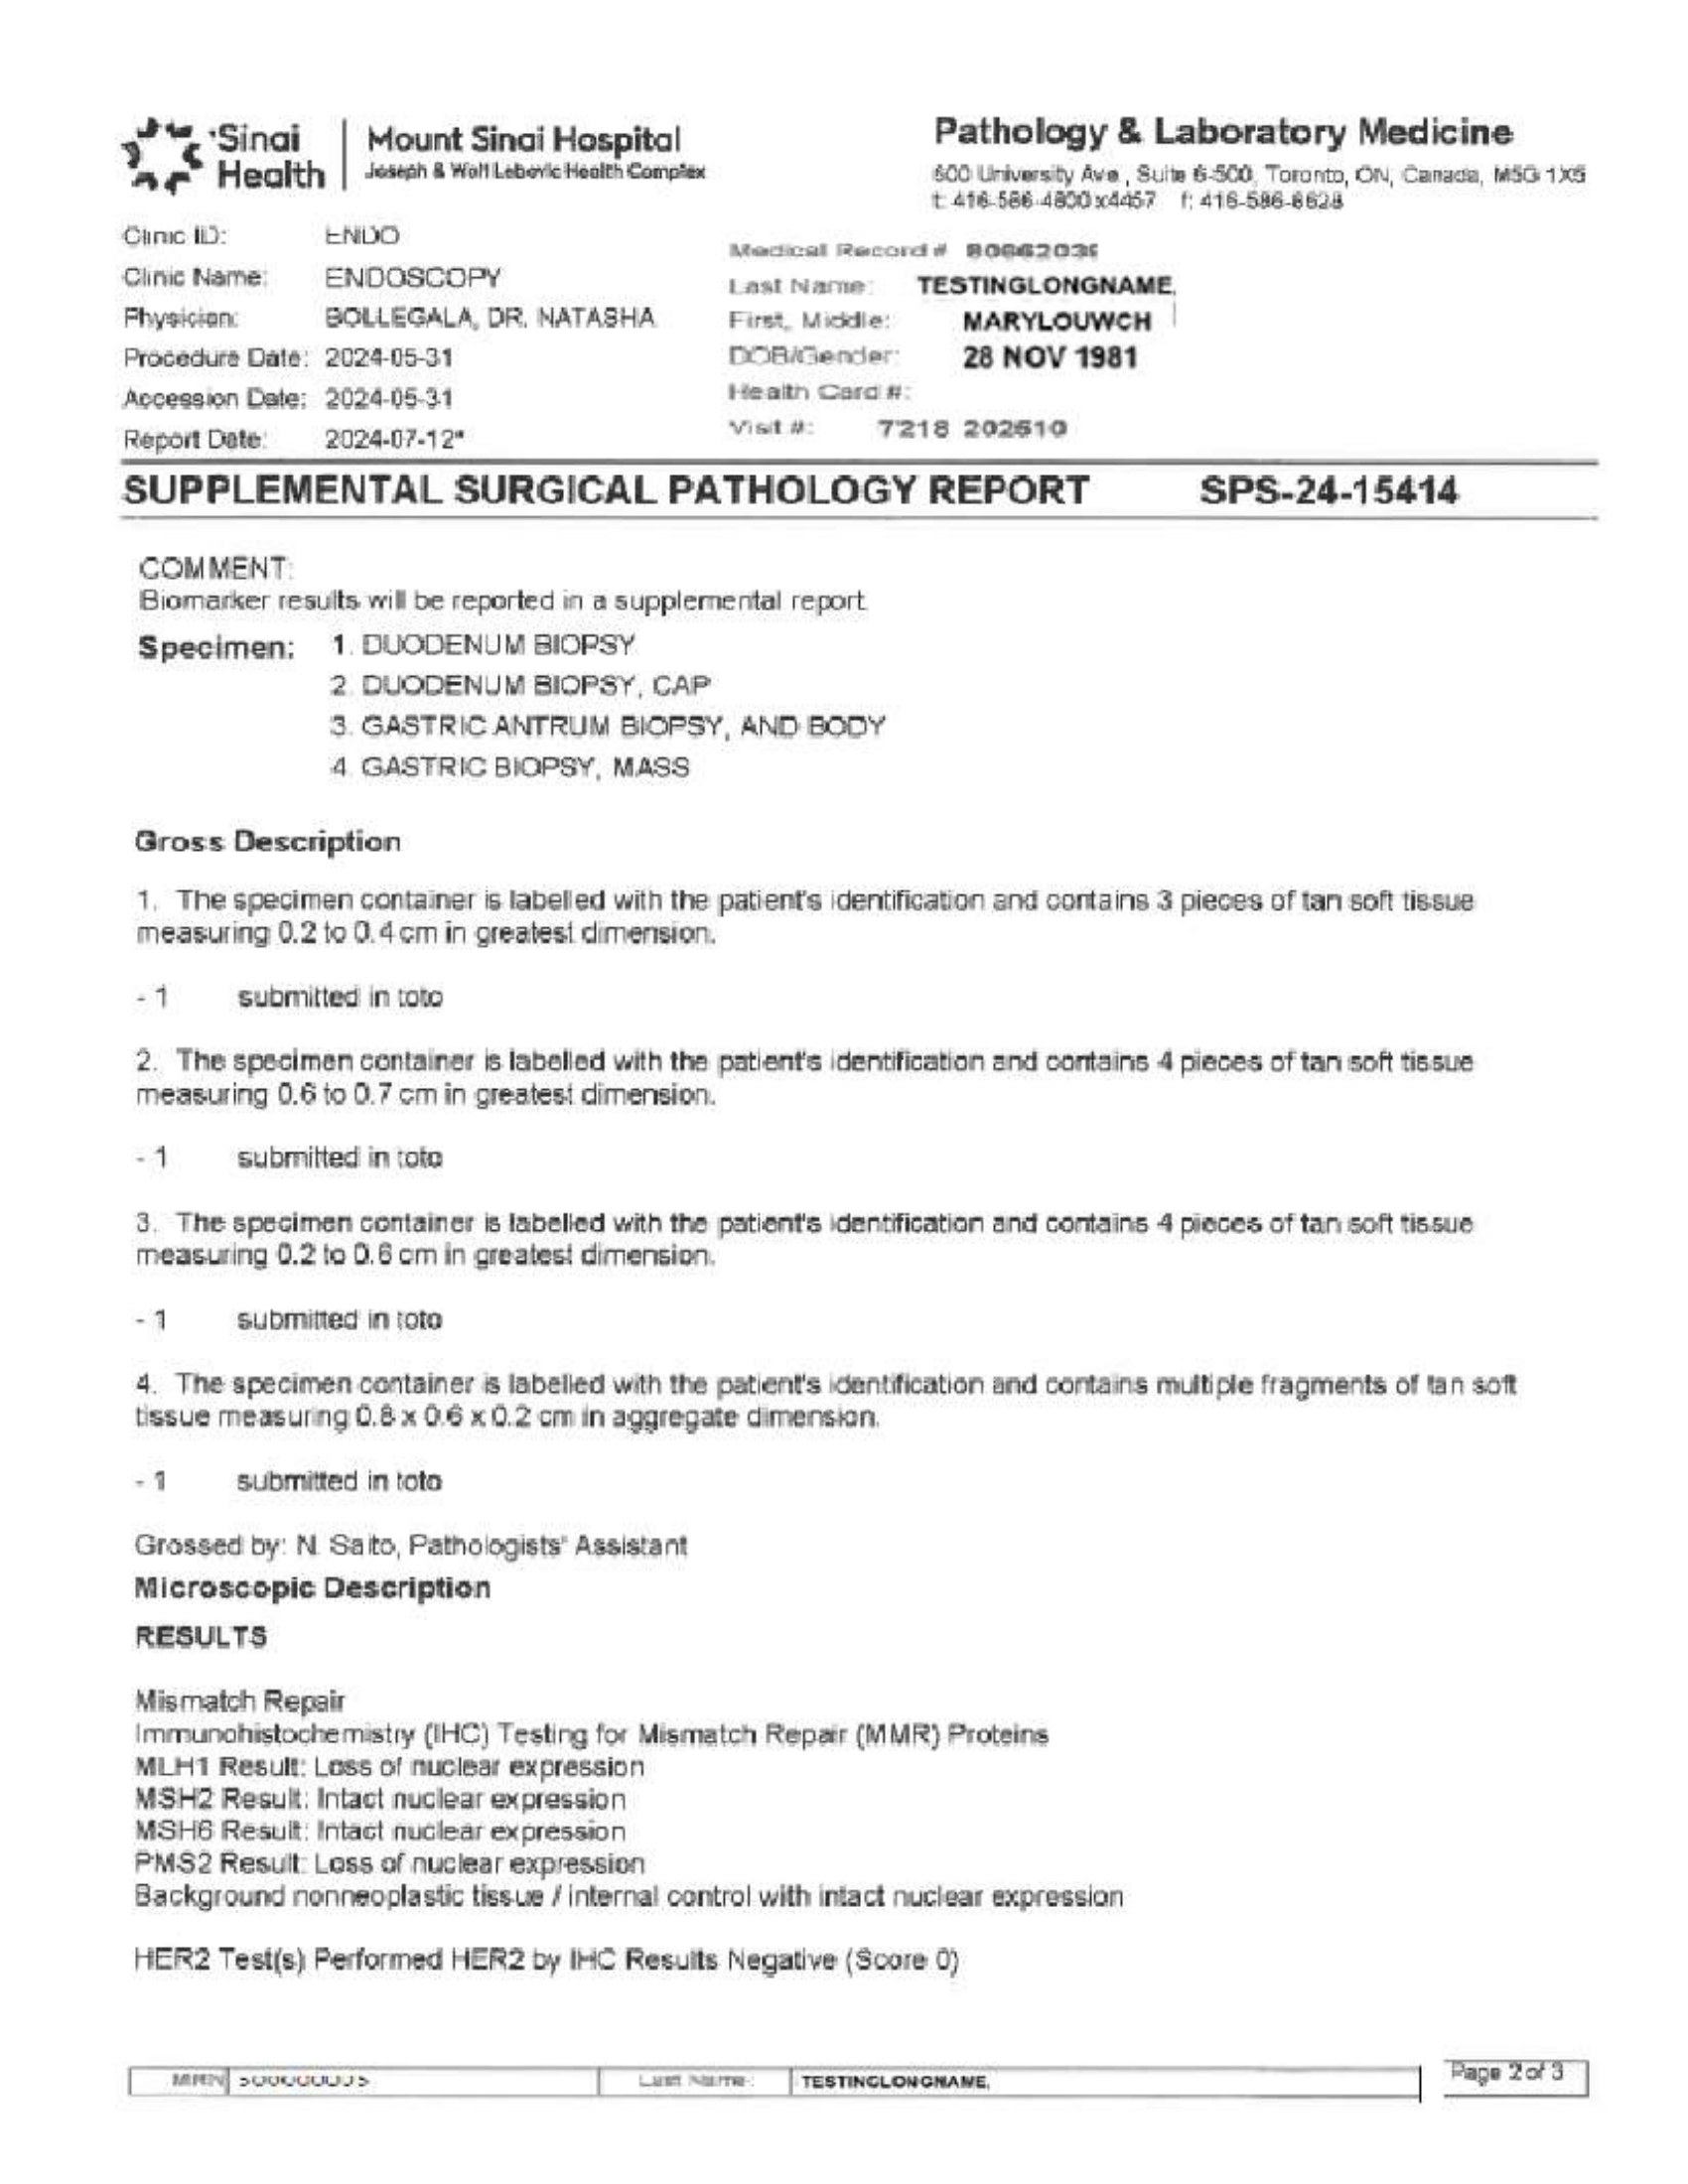 Sinai Health
Mount Sinai Hospital
Joseph & Wolf Lebovic Health Complex
Pathology & Laboratory Medicine
600 University Ave., Suite 6-500, Toronto, ON, Canada, M5G 1X5
t: 416-586-4800 x4457 f: 416-586-8628
Clinic ID: ENDO
Clinic Name: ENDOSCOPY
Physician: BOLLEGALA, DR. NATASHA
Procedure Date: 2024-05-31
Accession Date: 2024-05-31
Report Date: 2024-07-12*
Medical Record #
Last Name: TESTINGLONGNAME,
First, Middle: MARYLOUWCH
DOB/Gender: 28 NOV 1981
Health Card #:
Visit #: 7218 202610
SUPPLEMENTAL SURGICAL PATHOLOGY REPORT SPS-24-15414
COMMENT:
Biomarker results will be reported in a supplemental report
Specimen: 1. DUODENUM BIOPSY
2. DUODENUM BIOPSY, CAP
3. GASTRIC ANTRUM BIOPSY, AND BODY
4. GASTRIC BIOPSY, MASS
Gross Description
1. The specimen container is labelled with the patient's identification and contains 3 pieces of tan soft tissue
measuring 0.2 to 0.4 cm in greatest dimension.
- 1 submitted in toto
2. The specimen container is labelled with the patient's identification and contains 4 pieces of tan soft tissue
measuring 0.6 to 0.7 cm in greatest dimension.
- 1 submitted in toto
3. The specimen container is labelled with the patient's identification and contains 4 pieces of tan soft tissue
measuring 0.2 to 0.6 cm in greatest dimension.
- 1 submitted in toto
4. The specimen container is labelled with the patient's identification and contains multiple fragments of tan soft
tissue measuring 0.8 x 0.6 x 0.2 cm in aggregate dimension.
- 1 submitted in toto
Grossed by: N. Saito, Pathologists' Assistant
Microscopic Description
RESULTS
Mismatch Repair
Immunohistochemistry (IHC) Testing for Mismatch Repair (MMR) Proteins
MLH1 Result: Loss of nuclear expression
MSH2 Result: Intact nuclear expression
MSH6 Result: Intact nuclear expression
PMS2 Result: Loss of nuclear expression
Background nonneoplastic tissue / internal control with intact nuclear expression
HER2 Test(s) Performed HER2 by IHC Results Negative (Score 0)
MRN Last Name: TESTINGLONGNAME,
Page 2 of 3